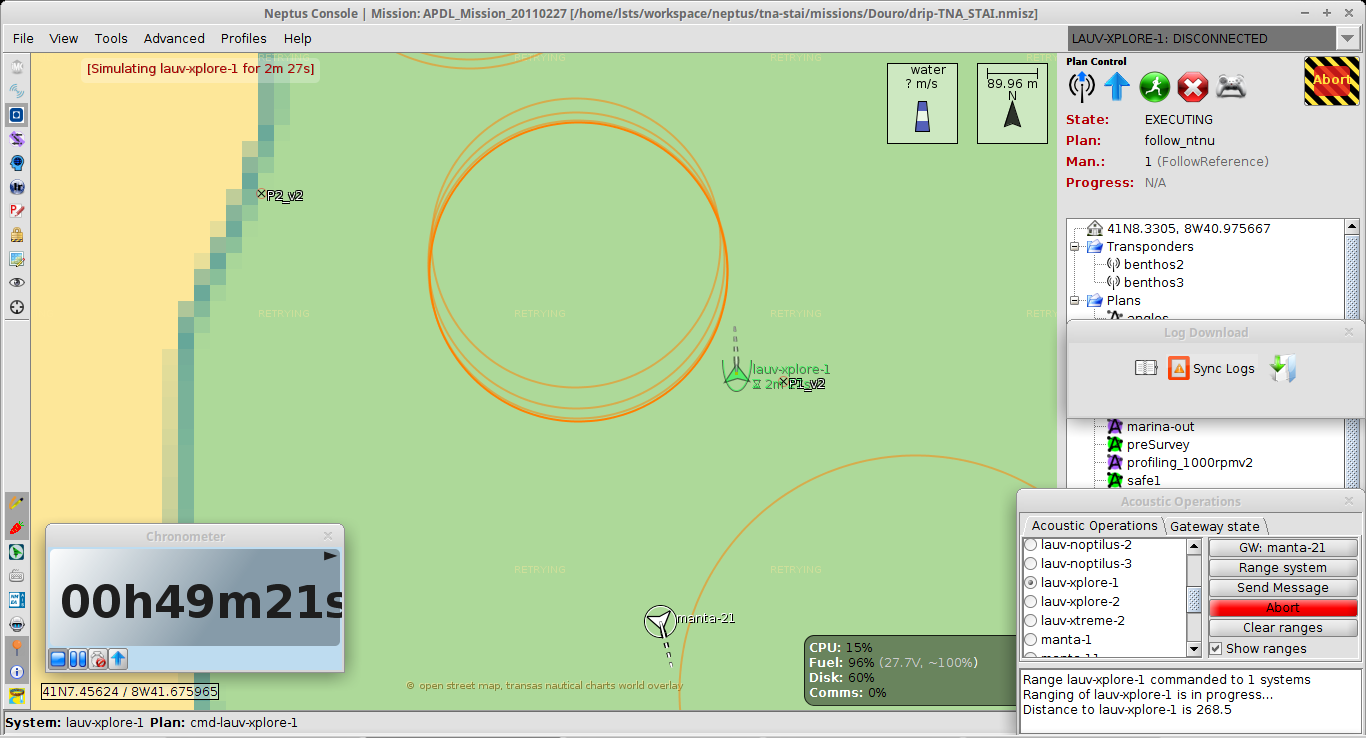 Neptus Console | Mission: APDL_Mission_20110227 [/home/lsts/workspace/neptus/tna-stai/missions/Douro/drip-TNA_STAI.nmisz]
File View Tools Advanced Profiles Help
LAUV-XPLORE-1: DISCONNECTED
[Simulating lauv-xplore-1 for 2m 27s]
water
? m/s
89.96 m
N
Plan Control
Abort
State: EXECUTING
Plan: follow_ntnu
Man.: 1 (FollowReference)
Progress: N/A
P2_v2
RETRYING RETRYING RETRYING
lauv-xplore-1
P1_v2
41N8.3305, 8W40.975667
Transponders
benthos2
benthos3
Plans
angles
Log Download
Sync Logs
marina-out
preSurvey
profiling_1000rpmv2
safe1
Acoustic Operations
Acoustic Operations Gateway state
lauv-noptilus-2
lauv-noptilus-3
lauv-xplore-1
lauv-xplore-2
lauv-xtreme-2
manta-1
GW: manta-21
Range system
Send Message
Abort
Clear ranges
Show ranges
Range lauv-xplore-1 commanded to 1 systems
Ranging of lauv-xplore-1 is in progress...
Distance to lauv-xplore-1 is 268.5
RETRYING RETRYING
manta-21
Chronometer
00h49m21s
CPU: 15%
Fuel: 96% (27.7V, ~100%)
Disk: 60%
Comms: 0%
© open street map, transas nautical charts world overlay
41N7.45624 / 8W41.675965
System: lauv-xplore-1 Plan: cmd-lauv-xplore-1